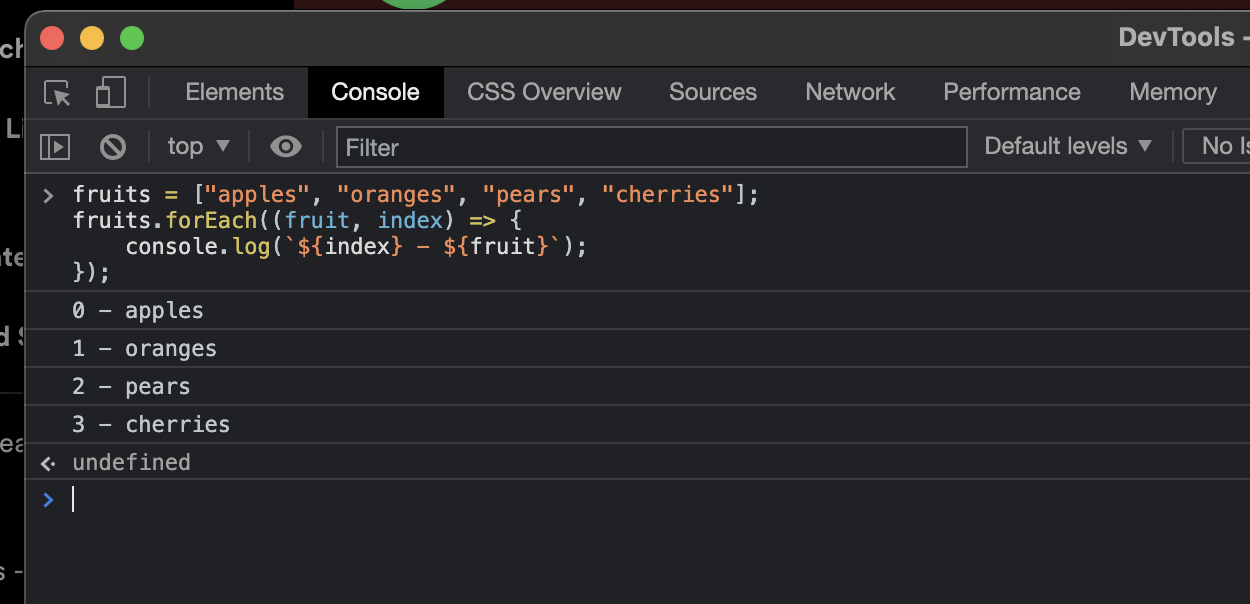 DevTools -
Elements Console CSS Overview Sources Network Performance Memory
top Filter Default levels No Is
> fruits = ["apples", "oranges", "pears", "cherries"];
fruits.forEach((fruit, index) => {
console.log(`${index} - ${fruit}`);
});
0 - apples
1 - oranges
2 - pears
3 - cherries
undefined
>